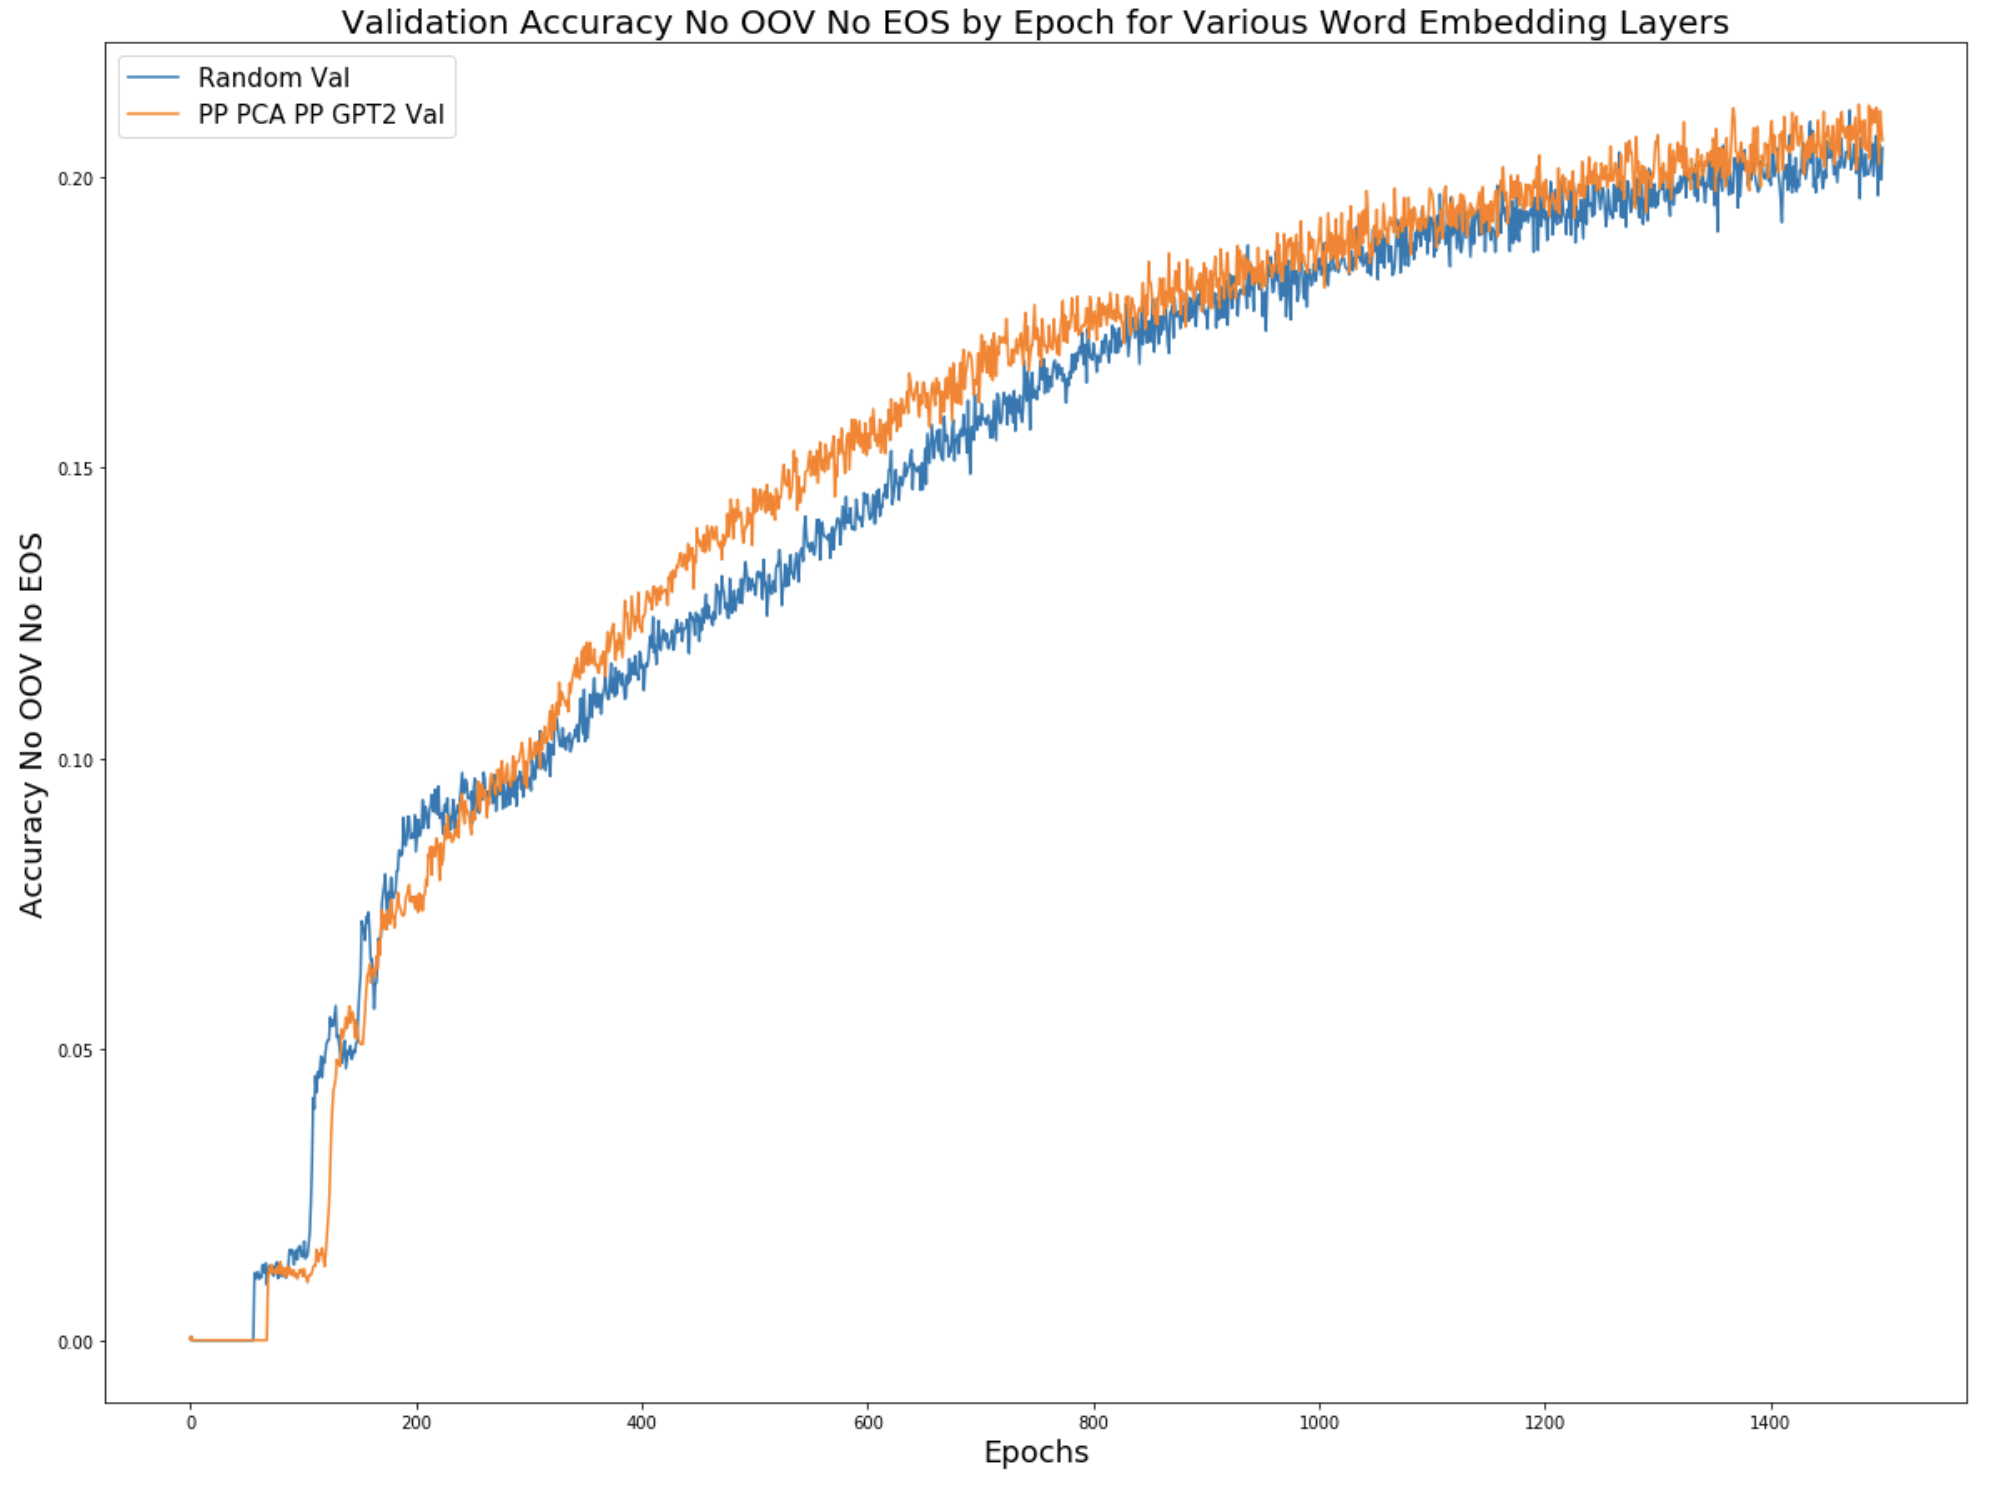 Validation Accuracy No OOV No EOS by Epoch for Various Word Embedding Layers
Random Val
PP PCA PP GPT2 Val
Accuracy No OOV No EOS
0.20
0.15
0.10
0.05
0.00
0 200 400 600 800 1000 1200 1400
Epochs